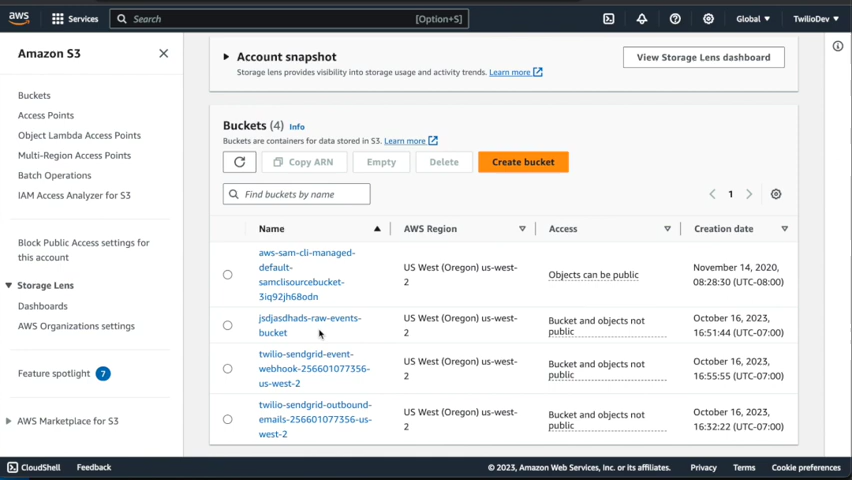 aws
Services
Search
[Option+S]
Global
TwilioDev
Amazon S3
Buckets
Access Points
Object Lambda Access Points
Multi-Region Access Points
Batch Operations
IAM Access Analyzer for S3
Block Public Access settings for
this account
Storage Lens
Dashboards
AWS Organizations settings
Feature spotlight 7
AWS Marketplace for S3
Account snapshot
Storage lens provides visibility into storage usage and activity trends. Learn more
View Storage Lens dashboard
Buckets (4) Info
Buckets are containers for data stored in S3. Learn more
Copy ARN
Empty
Delete
Create bucket
Find buckets by name
1
Name
AWS Region
Access
Creation date
aws-sam-cli-managed-
default-
samclisourcebucket-
3iq92jh68odn
US West (Oregon) us-west-
2
Objects can be public
November 14, 2020,
08:28:30 (UTC-08:00)
jsdjasdhads-raw-events-
bucket
US West (Oregon) us-west-
2
Bucket and objects not
public
October 16, 2023,
16:51:44 (UTC-07:00)
twilio-sendgrid-event-
webhook-256601077356-
us-west-2
US West (Oregon) us-west-
2
Bucket and objects not
public
October 16, 2023,
16:55:55 (UTC-07:00)
twilio-sendgrid-outbound-
emails-256601077356-us-
west-2
US West (Oregon) us-west-
2
Bucket and objects not
public
October 16, 2023,
16:32:22 (UTC-07:00)
CloudShell
Feedback
© 2023, Amazon Web Services, Inc. or its affiliates.
Privacy
Terms
Cookie preferences